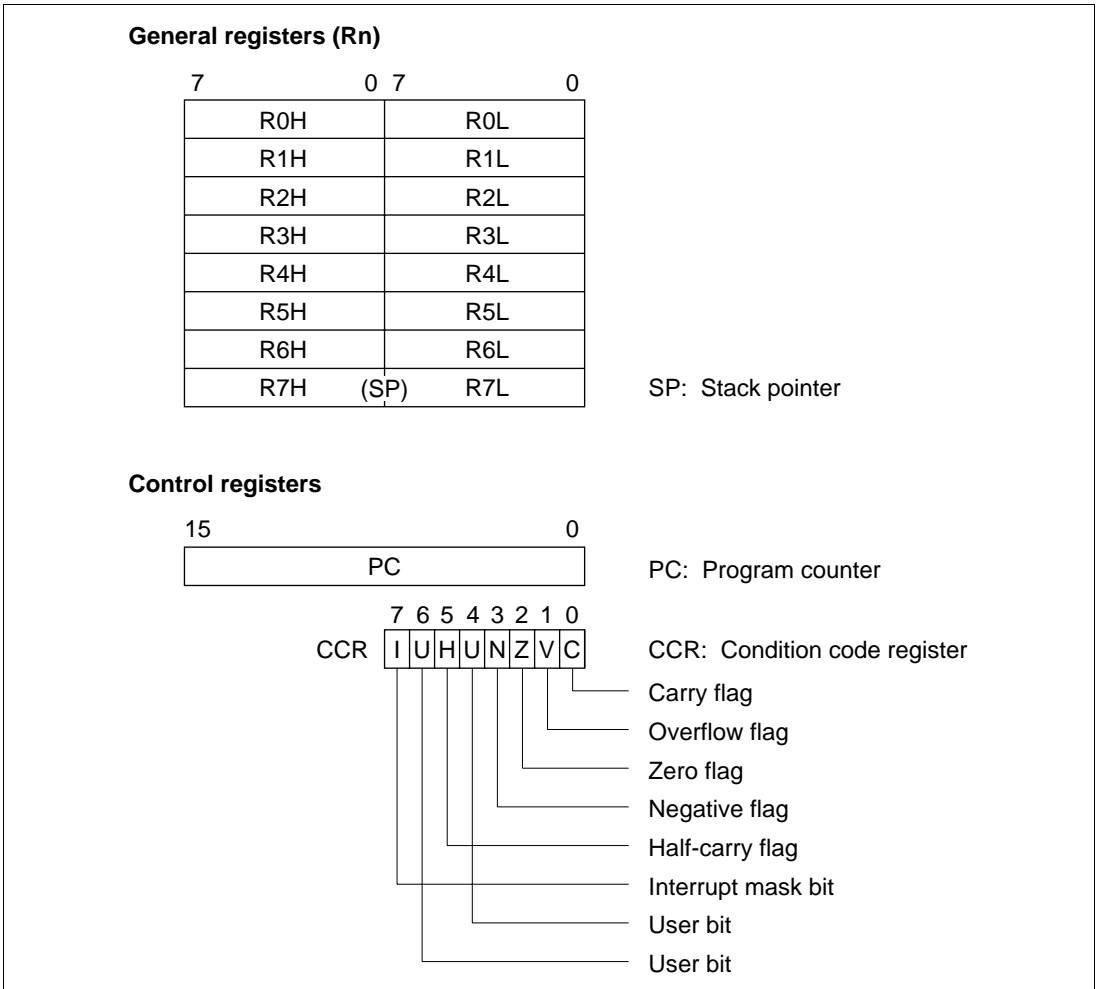 General registers (Rn)
7 0 7 0
R0H R0L
R1H R1L
R2H R2L
R3H R3L
R4H R4L
R5H R5L
R6H R6L
R7H (SP) R7L SP: Stack pointer
Control registers
15 0
PC PC: Program counter
7 6 5 4 3 2 1 0
CCR I U H U N Z V C CCR: Condition code register
Carry flag
Overflow flag
Zero flag
Negative flag
Half-carry flag
Interrupt mask bit
User bit
User bit